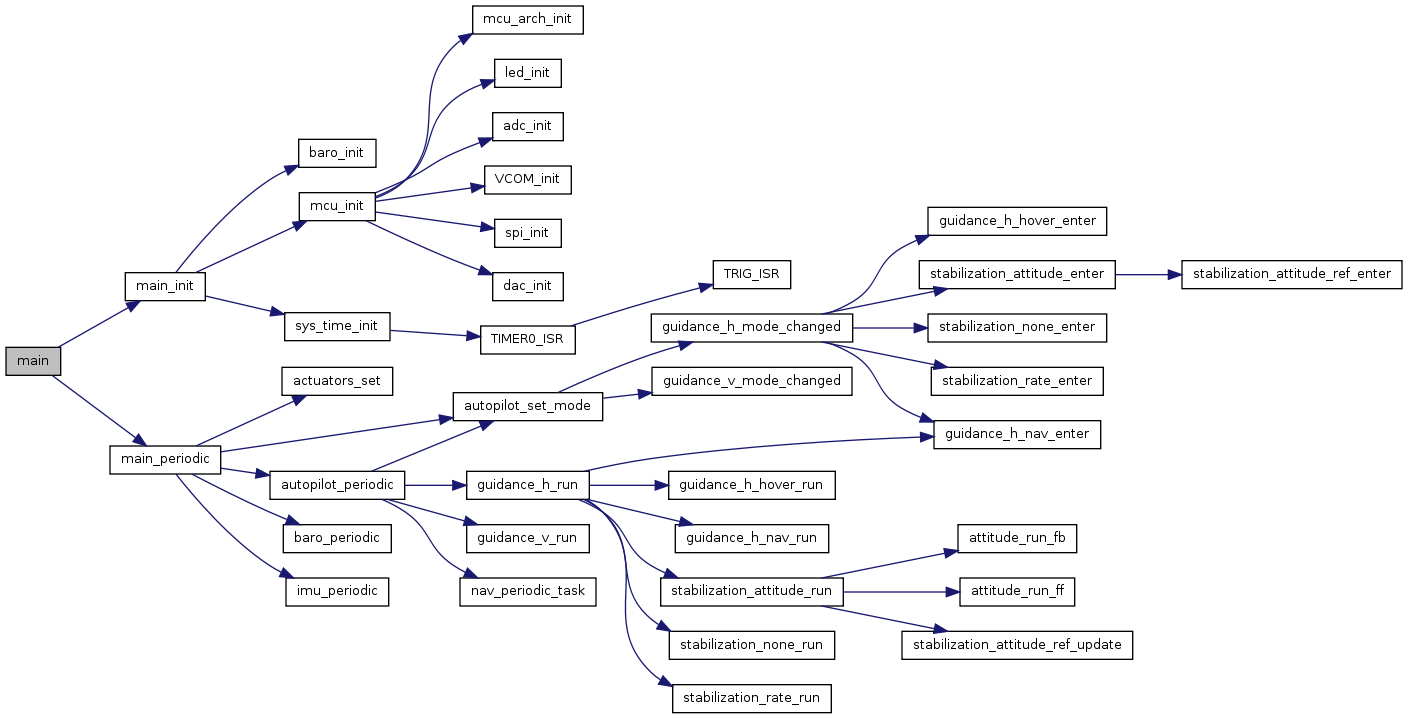 mcu_arch_init
led_init
adc_init
baro_init
VCOM_init
mcu_init
guidance_h_hover_enter
spi_init
TRIG_ISR
stabilization_attitude_enter
stabilization_attitude_ref_enter
main_init
dac_init
sys_time_init
guidance_h_mode_changed
stabilization_none_enter
TIMER0_ISR
main
actuators_set
guidance_v_mode_changed
stabilization_rate_enter
autopilot_set_mode
guidance_h_nav_enter
main_periodic
autopilot_periodic
guidance_h_run
guidance_h_hover_run
baro_periodic
guidance_v_run
guidance_h_nav_run
attitude_run_fb
imu_periodic
nav_periodic_task
stabilization_attitude_run
attitude_run_ff
stabilization_none_run
stabilization_attitude_ref_update
stabilization_rate_run